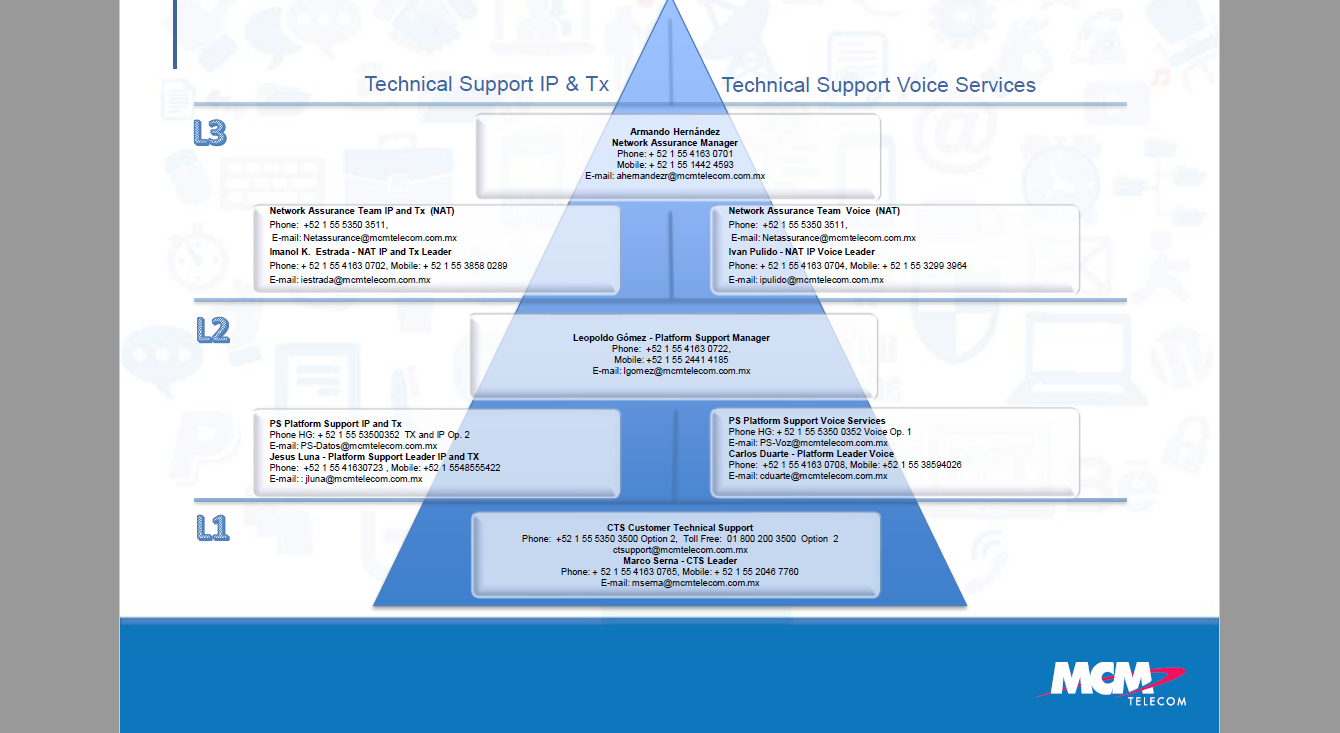 Technical Support IP & Tx
Technical Support Voice Services
L3
Armando Hernández
Network Assurance Manager
Phone: + 52 1 55 4163 0701
Mobile: + 52 1 55 1442 4593
E-mail: ahernandezr@mcmtelecom.com.mx
Network Assurance Team IP and Tx (NAT)
Phone: +52 1 55 5350 3511,
E-mail: Netassurance@mcmtelecom.com.mx
Imanol K. Estrada - NAT IP and Tx Leader
Phone: + 52 1 55 4163 0702, Mobile: + 52 1 55 3858 0289
E-mail: iestrada@mcmtelecom.com.mx
Network Assurance Team Voice (NAT)
Phone: +52 1 55 5350 3511,
E-mail: Netassurance@mcmtelecom.com.mx
Ivan Pulido - NAT IP Voice Leader
Phone: + 52 1 55 4163 0704, Mobile: + 52 1 55 3299 3964
E-mail: ipulido@mcmtelecom.com.mx
L2
Leopoldo Gómez - Platform Support Manager
Phone: +52 1 55 4163 0722,
Mobile: +52 1 55 2441 4185
E-mail: lgomez@mcmtelecom.com.mx
PS Platform Support IP and Tx
Phone HG: + 52 1 55 53500352 TX and IP Op. 2
E-mail: PS-Datos@mcmtelecom.com.mx
Jesus Luna - Platform Support Leader IP and TX
Phone: +52 1 55 41630723 , Mobile: +52 1 5548555422
E-mail: : jluna@mcmtelecom.com.mx
PS Platform Support Voice Services
Phone HG: + 52 1 55 5350 0352 Voice Op. 1
E-mail: PS-Voz@mcmtelecom.com.mx
Carlos Duarte - Platform Leader Voice
Phone: +52 1 55 4163 0708, Mobile: +52 1 55 38594026
E-mail: cduarte@mcmtelecom.com.mx
L1
CTS Customer Technical Support
Phone: +52 1 55 5350 3500 Option 2, Toll Free: 01 800 200 3500 Option 2
ctsupport@mcmtelecom.com.mx
Marco Serna - CTS Leader
Phone: + 52 1 55 4163 0765, Mobile: + 52 1 55 2046 7760
E-mail: mserna@mcmtelecom.com.mx
MCM
TELECOM